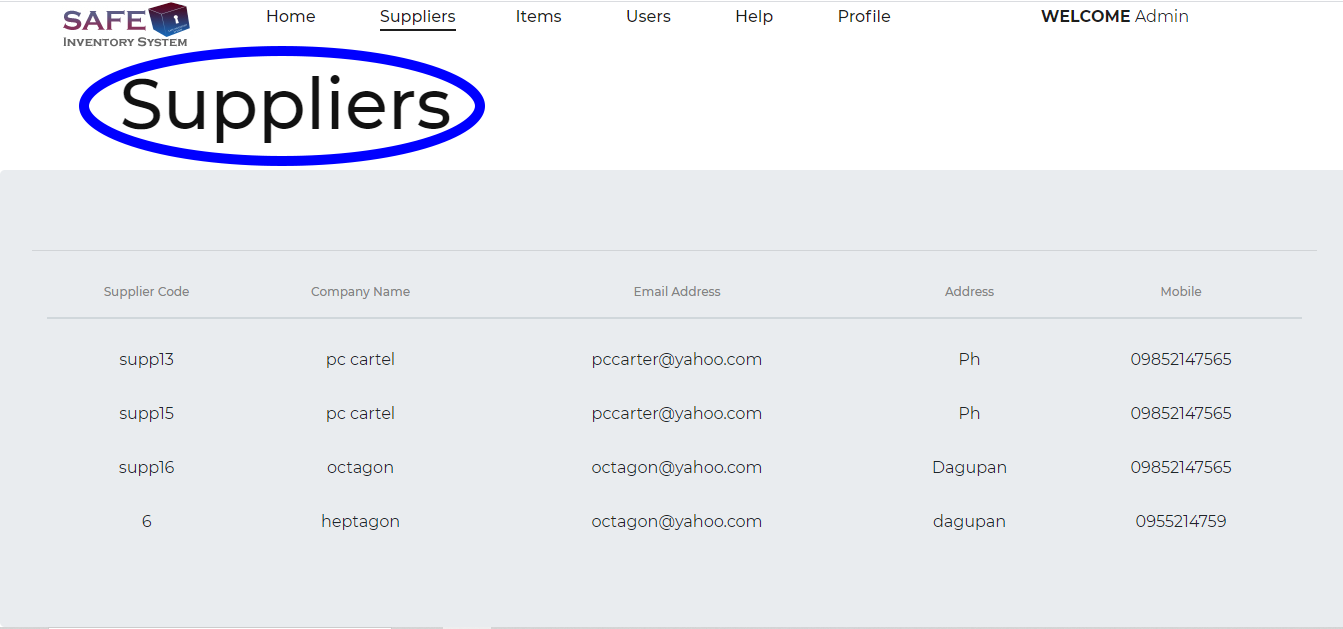 SAFE
INVENTORY SYSTEM
Home Suppliers Items Users Help Profile WELCOME Admin
Suppliers
Supplier Code Company Name Email Address Address Mobile
supp13 pc cartel pccarter@yahoo.com Ph 09852147565
supp15 pc cartel pccarter@yahoo.com Ph 09852147565
supp16 octagon octagon@yahoo.com Dagupan 09852147565
6 heptagon octagon@yahoo.com dagupan 0955214759